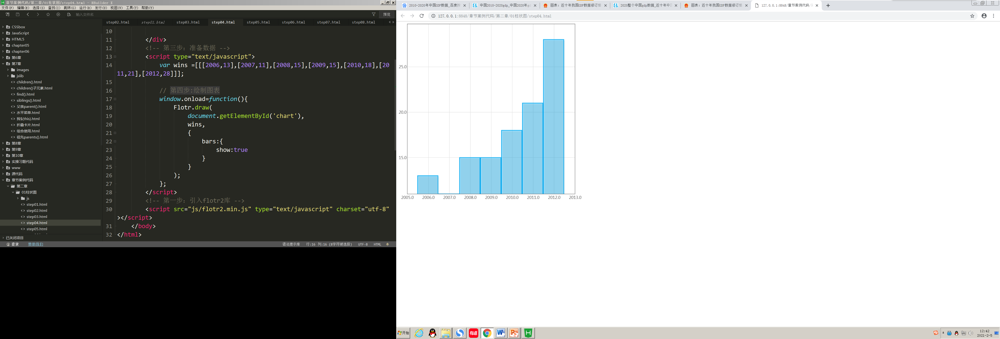 章节案例代码/第二章/01柱状图/step04.html - HBuilder X
文件(F) 编辑(E) 选择(S) 查找(I) 跳转(G) 运行(R) 发行(U) 视图(V) 工具(T) 帮助(Y)
输入文件名
预览
CSSbox
JavaScript
HTML5
chapter05
chapter06
第6章
第7章
images
jslib
children().html
children()子元素.html
find().html
siblings().html
父亲parent().html
水平菜单.html
我$(this).html
折叠卡片.html
组合使用.html
祖先parents().html
第8章
第9章
第10章
实操习题代码
www
源代码
章节案例代码
第二章
01柱状图
js
step01.html
step02.html
step03.html
step04.html
step05.html
已关闭项目
登录 赞助我们
step02.html step01.html step03.html step04.html step05.html step06.html step07.html step08.html
10
11 </div>
12 <!-- 第三步：准备数据 -->
13 <script type="text/javascript">
14 var wins =[[[2006,13],[2007,11],[2008,15],[2009,15],[2010,18],[20
11,21],[2012,28]]];
15
16 // 第四步:绘制图表
17 window.onload=function(){
18 Flotr.draw(
19 document.getElementById('chart'),
20 wins,
21 {
22 bars:{
23 show:true
24 }
25 }
26 );
27 };
28 </script>
29 <!-- 第一步：引入flotr2库 -->
30 <script src="js/flotr2.min.js" type="text/javascript" charset="utf-8"
></script>
31 </body>
32 </html>
语法提示库 行:16 列:16 (8字符被选择) UTF-8 HTML
2010-2020年中国GDP数据_百度 中国2010-2020gdp_中国2020年gd 图表：近十年我国GDP数据修订情 2020整个中国gdp数据_近十年中 图表：近十年我国GDP数据修订情 127.0.0.1:8848/章节案例代码/
127.0.0.1:8848/章节案例代码/第二章/01柱状图/step04.html
25.0
20.0
15.0
2005.0 2006.0 2007.0 2008.0 2009.0 2010.0 2011.0 2012.0 2013.0
开始
有道
12:42
2021-2-5